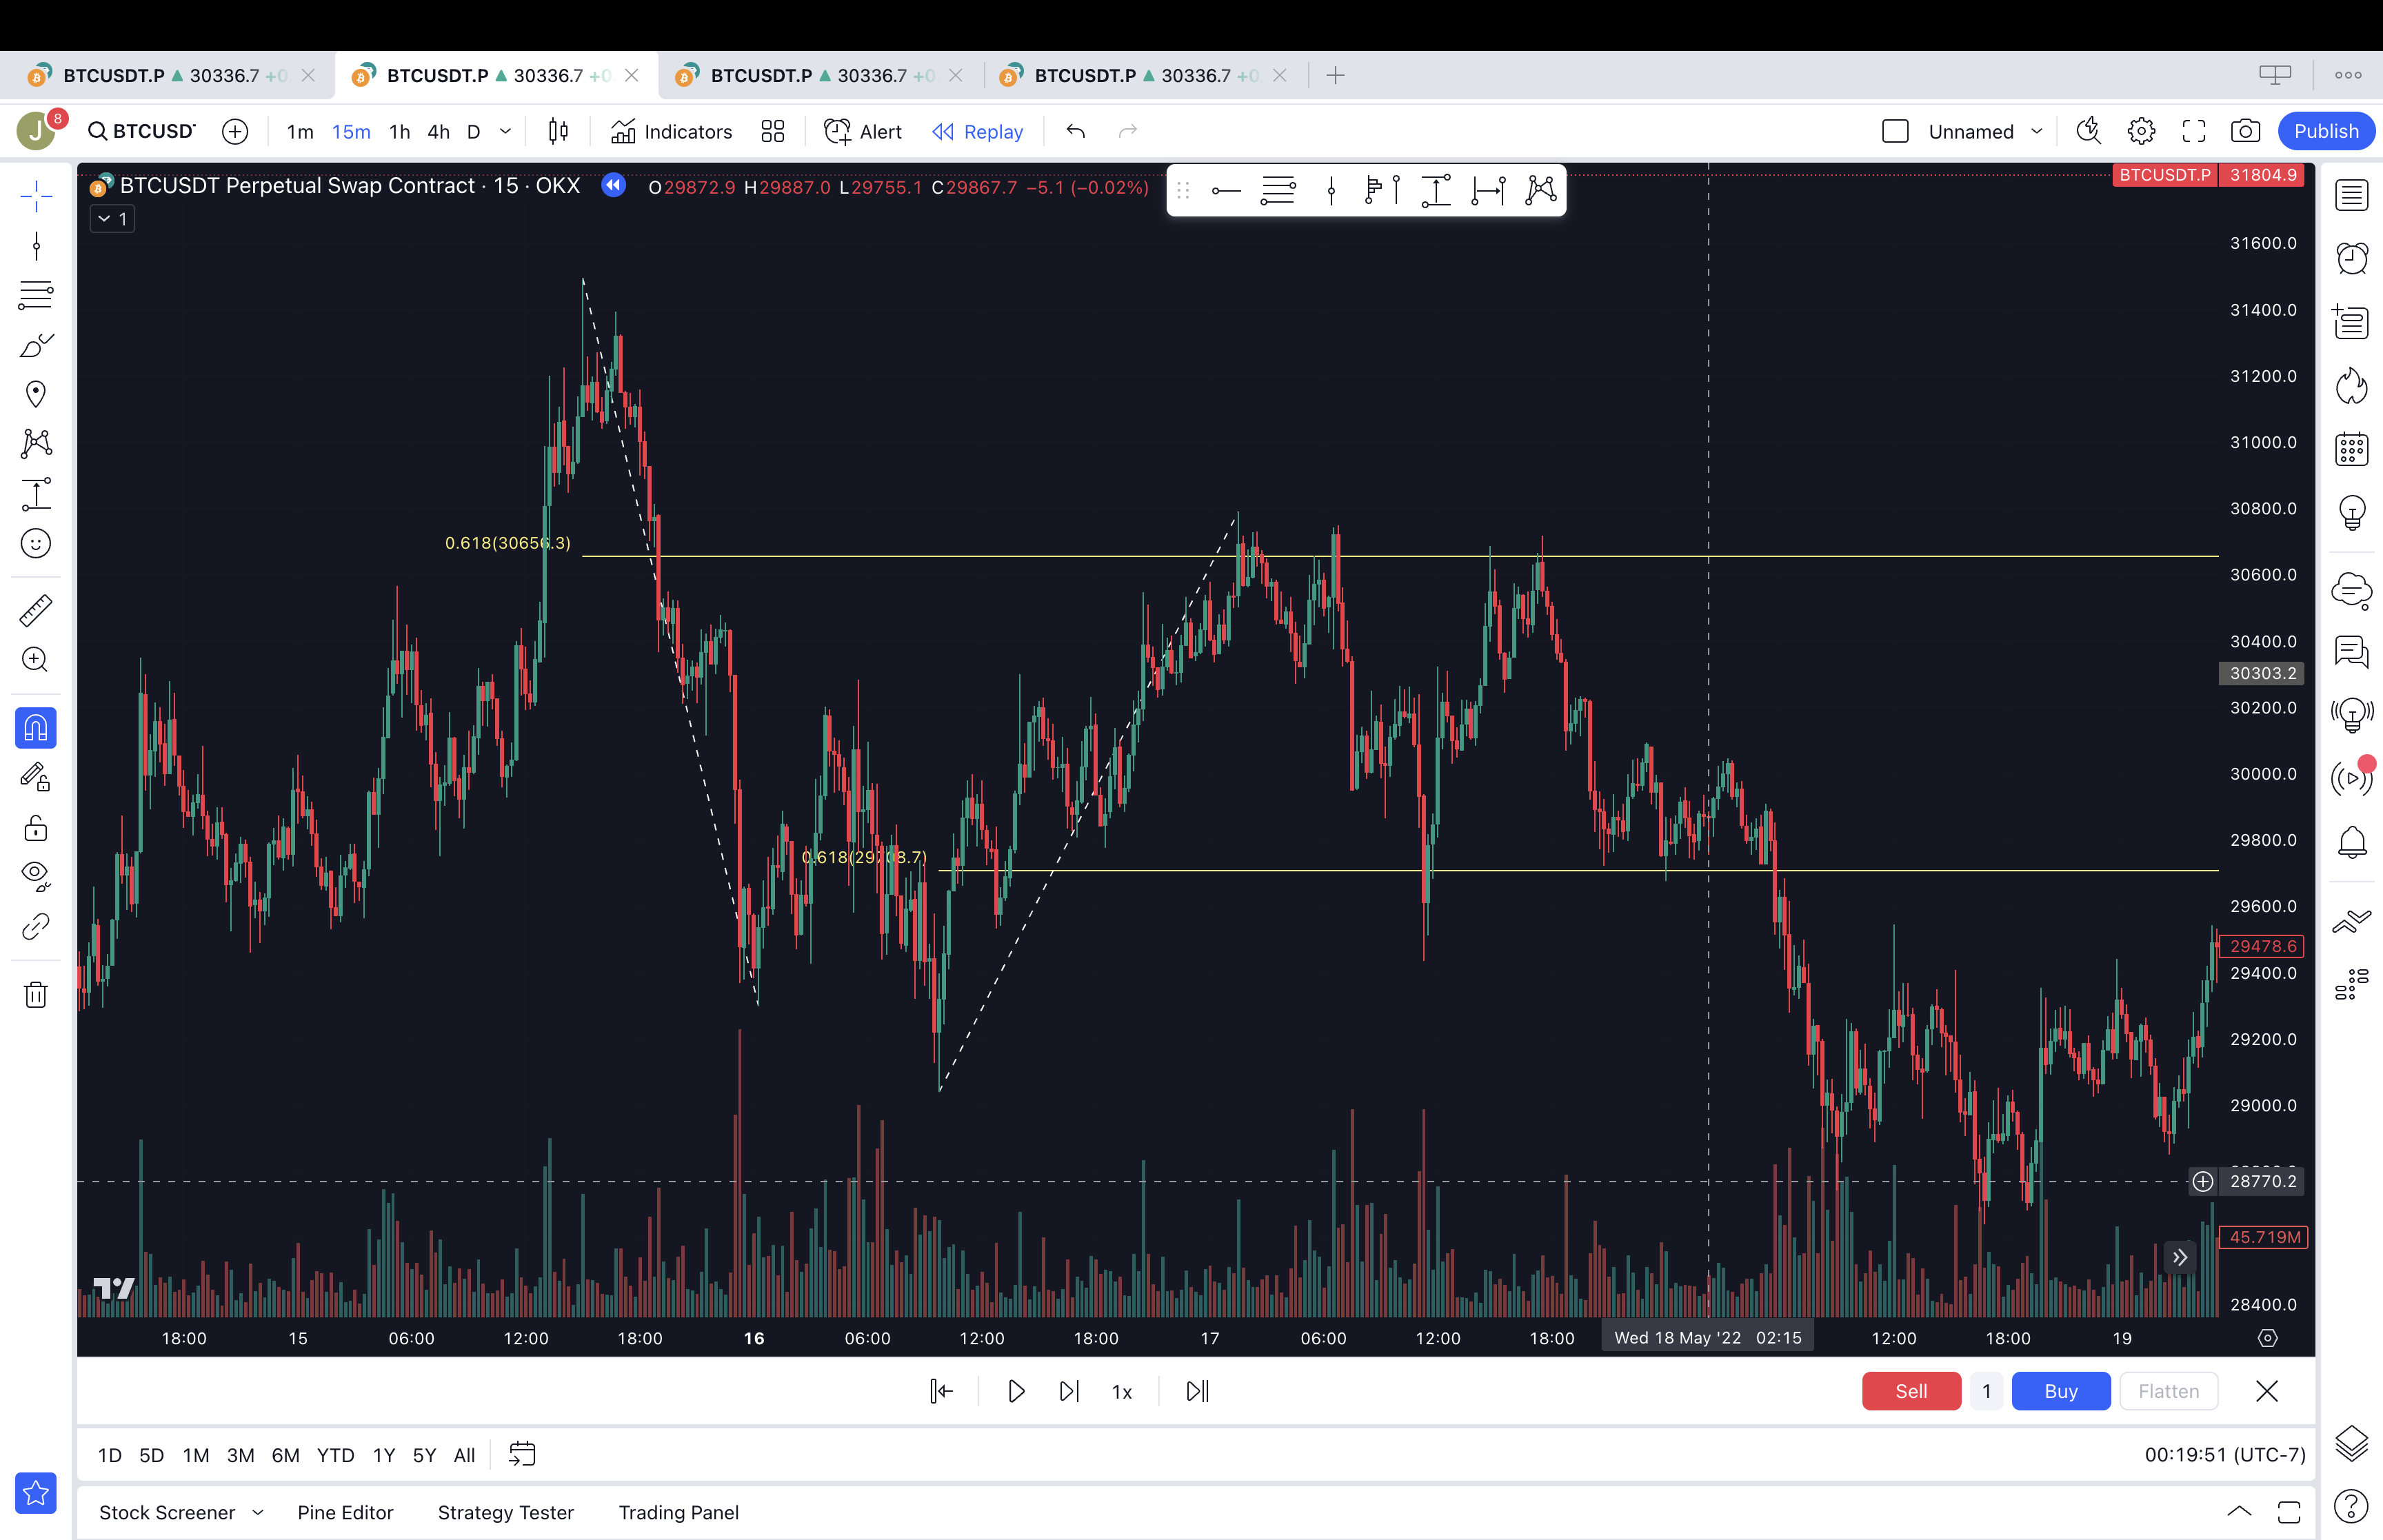 BTCUSDT.P ▲ 30336.7 +0 BTCUSDT.P ▲ 30336.7 +0 BTCUSDT.P ▲ 30336.7 +0 BTCUSDT.P ▲ 30336.7 +0
J 8 BTCUSD 1m 15m 1h 4h D Indicators Alert Replay Unnamed Publish
BTCUSDT Perpetual Swap Contract · 15 · OKX O29872.9 H29887.0 L29755.1 C29867.7 −5.1 (−0.02%)
1
BTCUSDT.P 31804.9
31600.0
31400.0
31200.0
31000.0
30800.0
0.618(30656.3)
30600.0
30400.0
30303.2
30200.0
30000.0
29800.0
0.618(29708.7)
29600.0
29478.6
29400.0
29200.0
29000.0
28770.2
45.719M
28400.0
18:00 15 06:00 12:00 18:00 16 06:00 12:00 18:00 17 06:00 12:00 18:00 Wed 18 May '22 02:15 12:00 18:00 19
1x Sell 1 Buy Flatten
1D 5D 1M 3M 6M YTD 1Y 5Y All 00:19:51 (UTC-7)
Stock Screener Pine Editor Strategy Tester Trading Panel